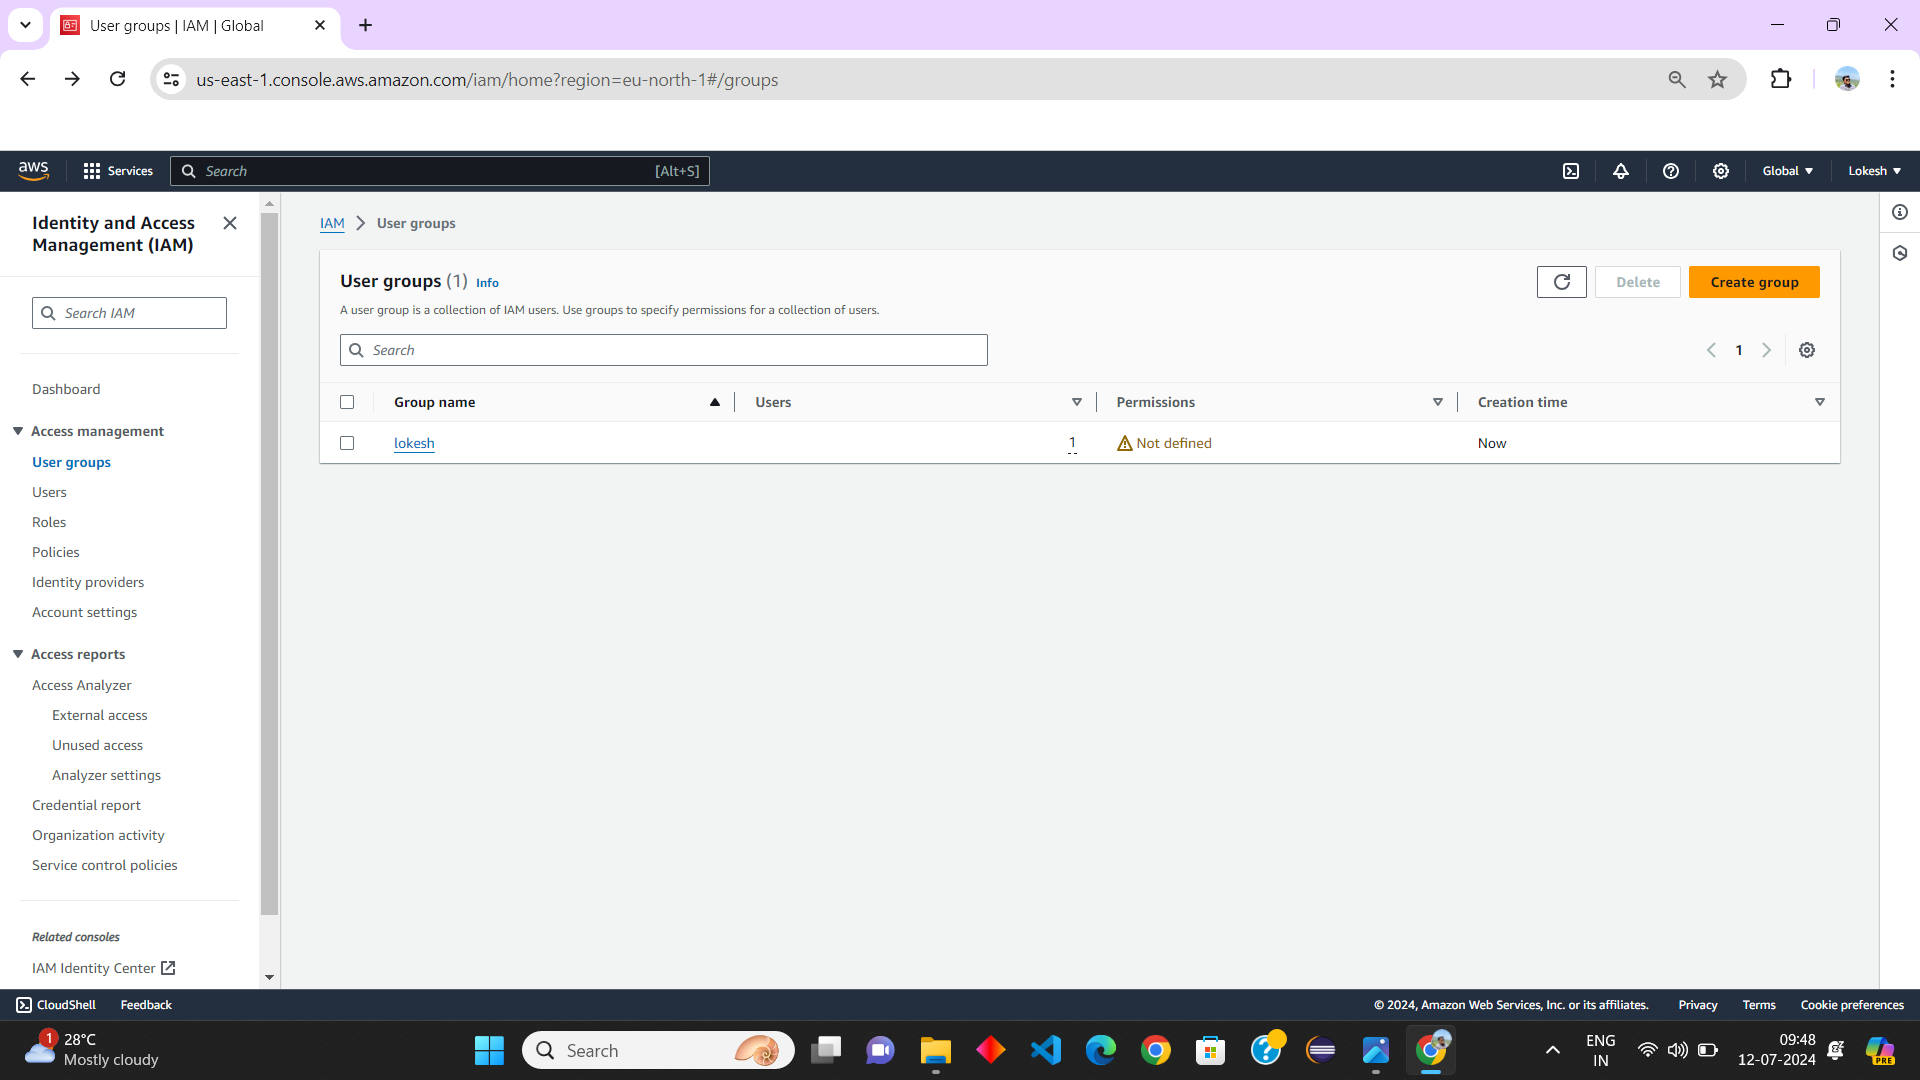 User groups | IAM | Global
us-east-1.console.aws.amazon.com/iam/home?region=eu-north-1#/groups
aws
Services
Search
[Alt+S]
Global
Lokesh
Identity and Access
Management (IAM)
Search IAM
Dashboard
Access management
User groups
Users
Roles
Policies
Identity providers
Account settings
Access reports
Access Analyzer
External access
Unused access
Analyzer settings
Credential report
Organization activity
Service control policies
Related consoles
IAM Identity Center
IAM
User groups
User groups (1) Info
A user group is a collection of IAM users. Use groups to specify permissions for a collection of users.
Delete
Create group
Search
1
Group name
Users
Permissions
Creation time
lokesh
1
Not defined
Now
CloudShell
Feedback
© 2024, Amazon Web Services, Inc. or its affiliates.
Privacy
Terms
Cookie preferences
1
28°C
Mostly cloudy
Search
ENG
IN
09:48
12-07-2024
PRE